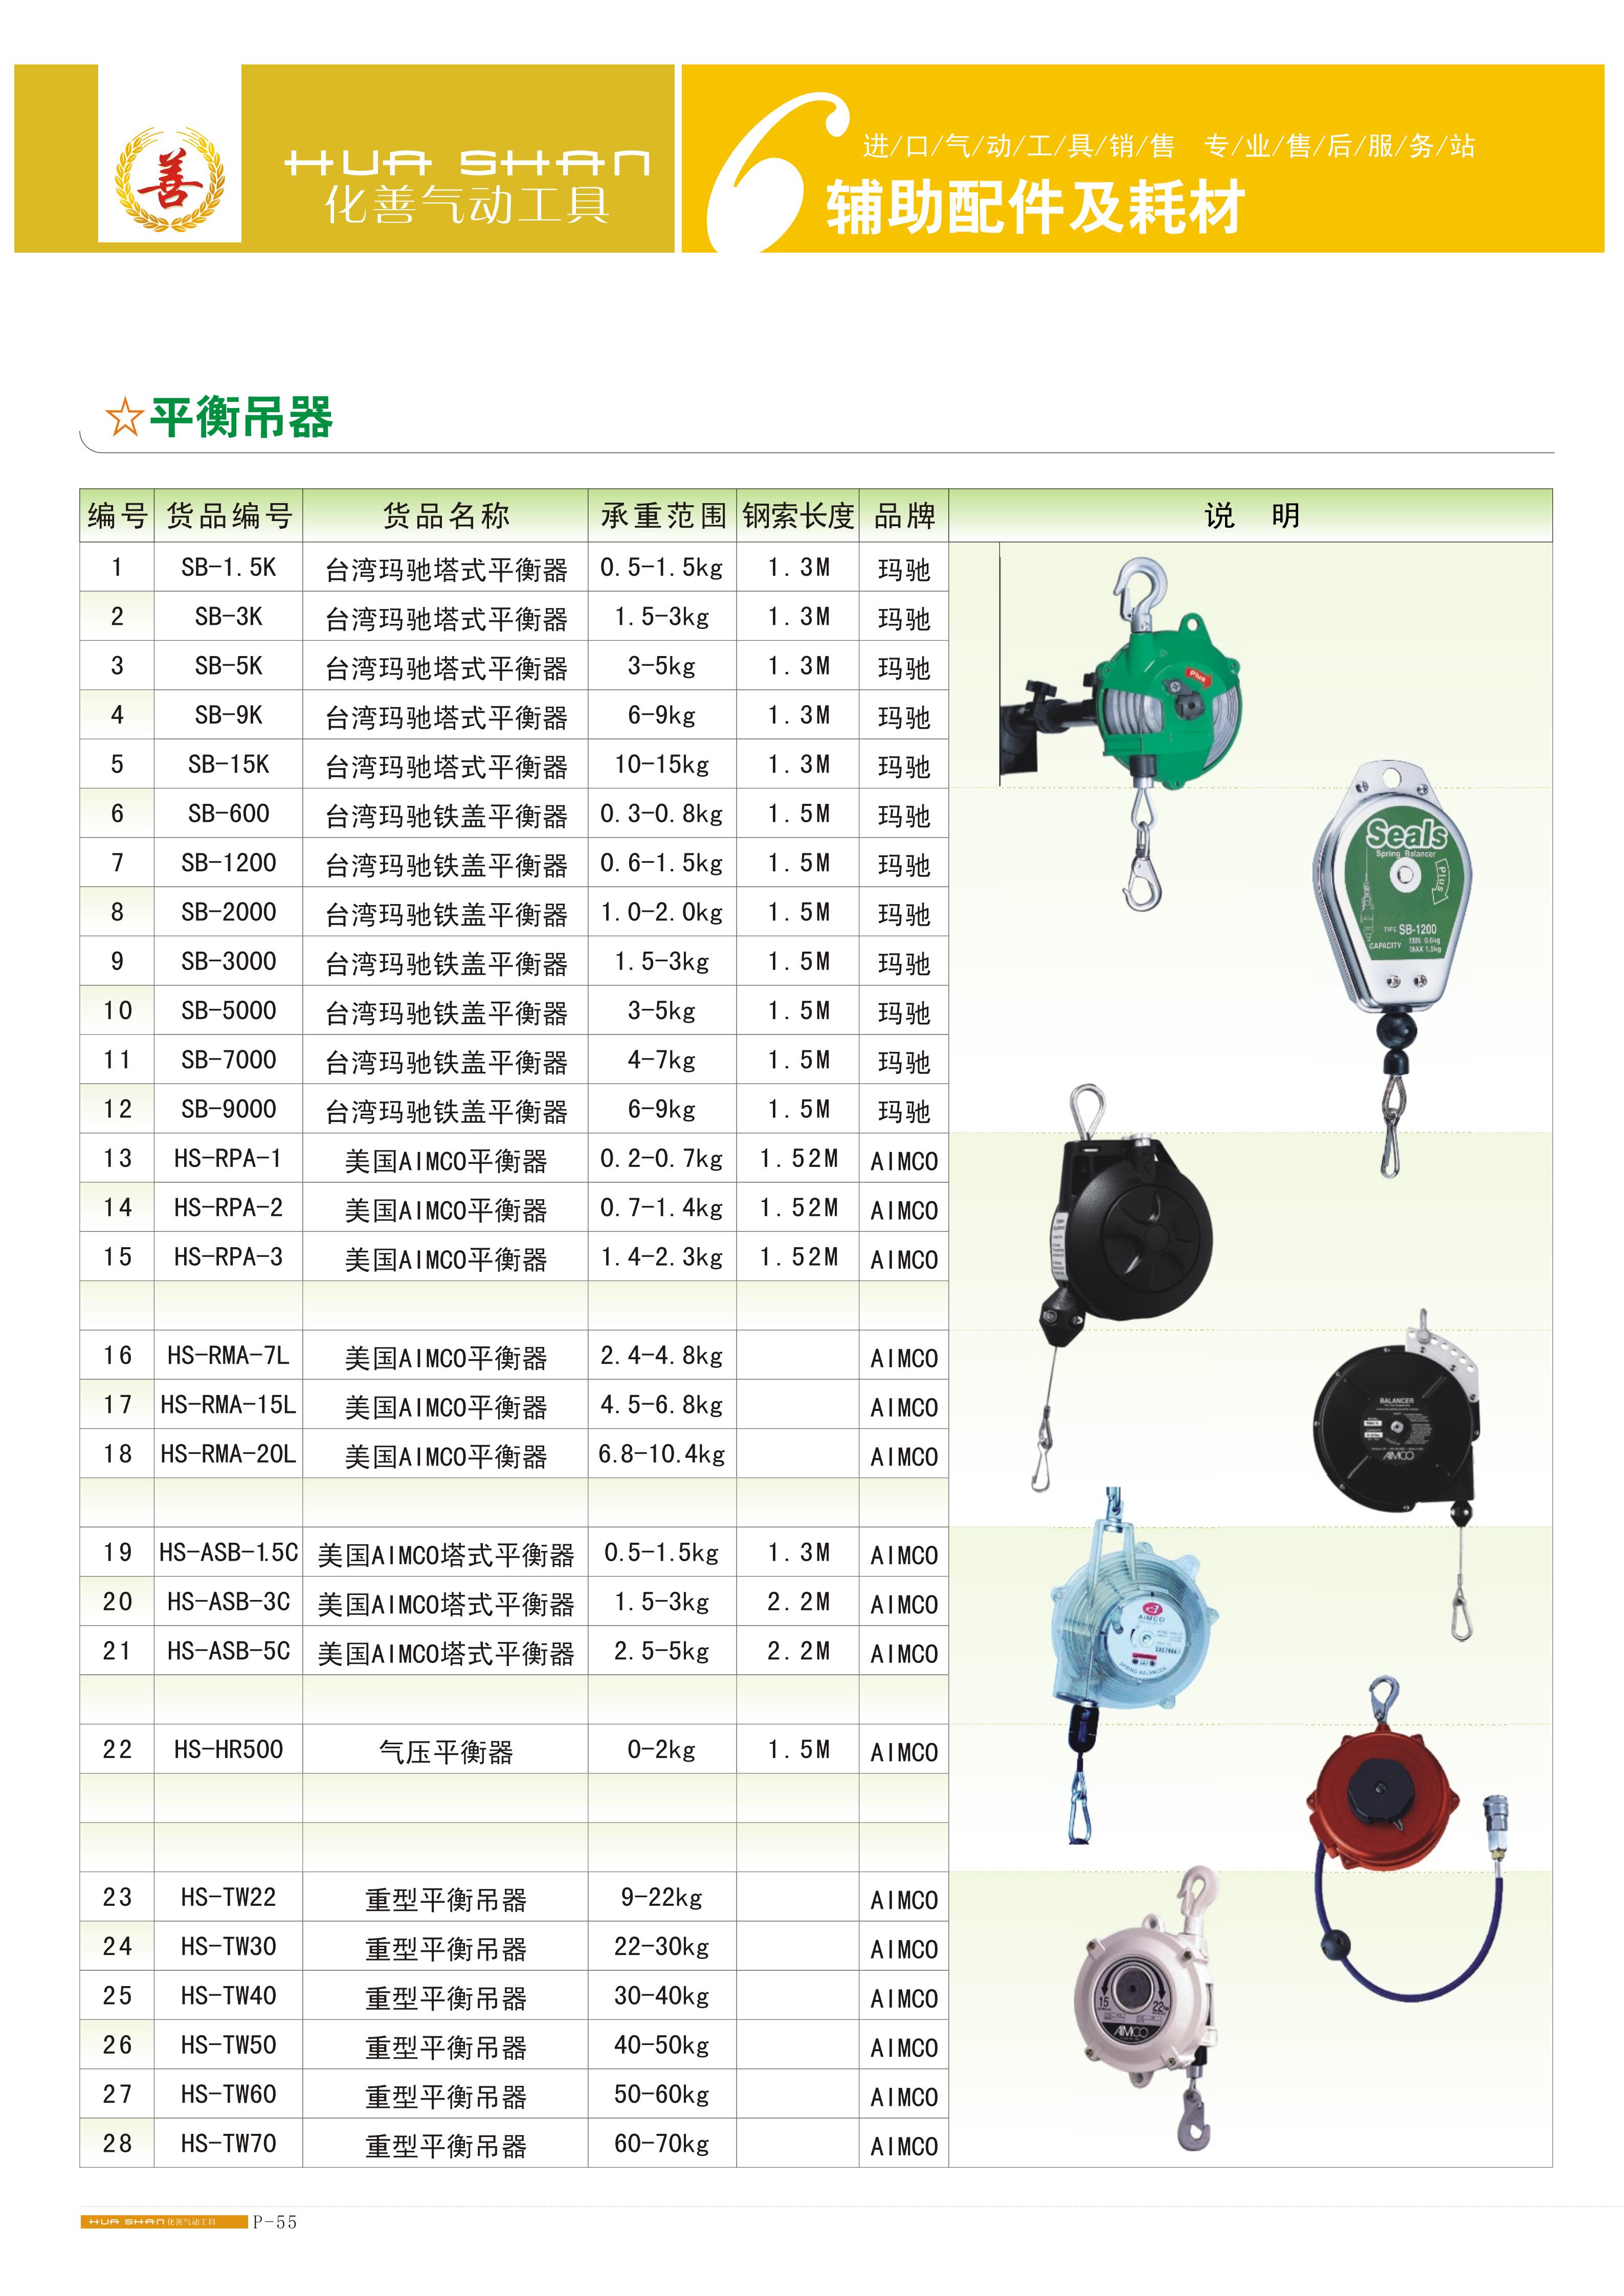 善
HUA SHAN
化善气动工具
6
进/口/气/动/工/具/销/售 专/业/售/后/服/务/站
辅助配件及耗材
☆平衡吊器
编号 货品编号 货品名称 承重范围 钢索长度 品牌 说 明
1 SB-1.5K 台湾玛驰塔式平衡器 0.5-1.5kg 1.3M 玛驰
2 SB-3K 台湾玛驰塔式平衡器 1.5-3kg 1.3M 玛驰
3 SB-5K 台湾玛驰塔式平衡器 3-5kg 1.3M 玛驰
4 SB-9K 台湾玛驰塔式平衡器 6-9kg 1.3M 玛驰
5 SB-15K 台湾玛驰塔式平衡器 10-15kg 1.3M 玛驰
6 SB-600 台湾玛驰铁盖平衡器 0.3-0.8kg 1.5M 玛驰
7 SB-1200 台湾玛驰铁盖平衡器 0.6-1.5kg 1.5M 玛驰
8 SB-2000 台湾玛驰铁盖平衡器 1.0-2.0kg 1.5M 玛驰
9 SB-3000 台湾玛驰铁盖平衡器 1.5-3kg 1.5M 玛驰
10 SB-5000 台湾玛驰铁盖平衡器 3-5kg 1.5M 玛驰
11 SB-7000 台湾玛驰铁盖平衡器 4-7kg 1.5M 玛驰
12 SB-9000 台湾玛驰铁盖平衡器 6-9kg 1.5M 玛驰
13 HS-RPA-1 美国AIMCO平衡器 0.2-0.7kg 1.52M AIMCO
14 HS-RPA-2 美国AIMCO平衡器 0.7-1.4kg 1.52M AIMCO
15 HS-RPA-3 美国AIMCO平衡器 1.4-2.3kg 1.52M AIMCO
16 HS-RMA-7L 美国AIMCO平衡器 2.4-4.8kg AIMCO
17 HS-RMA-15L 美国AIMCO平衡器 4.5-6.8kg AIMCO
18 HS-RMA-20L 美国AIMCO平衡器 6.8-10.4kg AIMCO
19 HS-ASB-1.5C 美国AIMCO塔式平衡器 0.5-1.5kg 1.3M AIMCO
20 HS-ASB-3C 美国AIMCO塔式平衡器 1.5-3kg 2.2M AIMCO
21 HS-ASB-5C 美国AIMCO塔式平衡器 2.5-5kg 2.2M AIMCO
22 HS-HR500 气压平衡器 0-2kg 1.5M AIMCO
23 HS-TW22 重型平衡吊器 9-22kg AIMCO
24 HS-TW30 重型平衡吊器 22-30kg AIMCO
25 HS-TW40 重型平衡吊器 30-40kg AIMCO
26 HS-TW50 重型平衡吊器 40-50kg AIMCO
27 HS-TW60 重型平衡吊器 50-60kg AIMCO
28 HS-TW70 重型平衡吊器 60-70kg AIMCO
Plus
Seals
Spring Balancer
Plus
TYPE SB-1200
CAPACITY MIN 0.6kg
MAX 1.5kg
BALANCER
AIMCO
AIMCO
SPRING BALANCER
15 22
AIMCO
HUA SHAN 化善气动工具 P-55